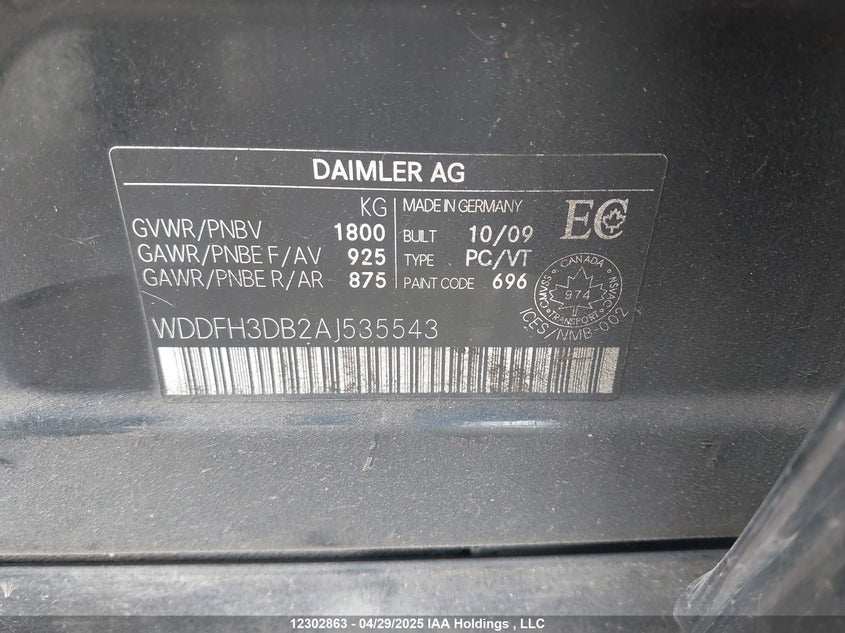 DAIMLER AG
KG
GVWR/PNBV 1800
GAWR/PNBE F/AV 925
GAWR/PNBE R/AR 875
MADE IN GERMANY
BUILT 10/09
TYPE PC/VT
PAINT CODE 696
EC
CANADA
CMVSS 974 NSVAC
TRANSPORT
ICES/NMB-002
WDDFH3DB2AJ535543
12302863 - 04/29/2025 IAA Holdings , LLC